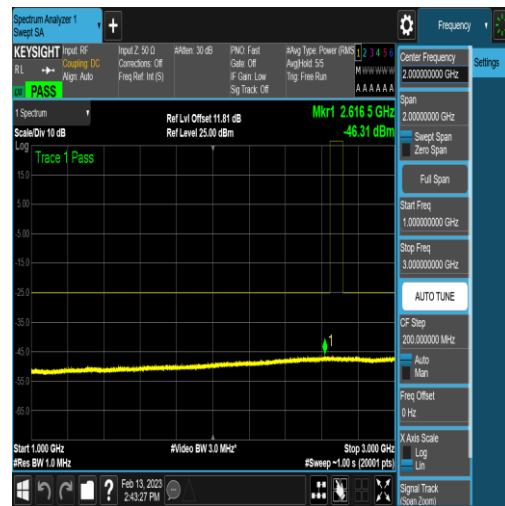 Spectrum Analyzer 1
Swept SA
+
Frequency
KEYSIGHT Input: RF Input Z: 50 Ω #Atten: 30 dB PNO: Fast #Avg Type: Power (RMS 1 2 3 4 5 6
RL Coupling: DC Corrections: Off Gate: Off Avg|Hold: 5/5 M W W W W W
Align: Auto Freq Ref: Int (S) IF Gain: Low Trig: Free Run
Sig Track: Off A A A A A A
LXI PASS
1 Spectrum
Ref Lvl Offset 11.81 dB Mkr1 2.616 5 GHz
Scale/Div 10 dB Ref Level 25.00 dBm -46.31 dBm
Log
Trace 1 Pass
15.0
5.00
-5.00
-15.0
-25.0
-35.0
1
-45.0
-55.0
-65.0
Start 1.000 GHz #Video BW 3.0 MHz* Stop 3.000 GHz
#Res BW 1.0 MHz #Sweep ~1.00 s (20001 pts)
?
Feb 13, 2023
2:43:27 PM
Center Frequency
2.000000000 GHz
Settings
Span
2.00000000 GHz
Swept Span
Zero Span
Full Span
Start Freq
1.000000000 GHz
Stop Freq
3.000000000 GHz
AUTO TUNE
CF Step
200.000000 MHz
Auto
Man
Freq Offset
0 Hz
X Axis Scale
Log
Lin
Signal Track
(Span Zoom)